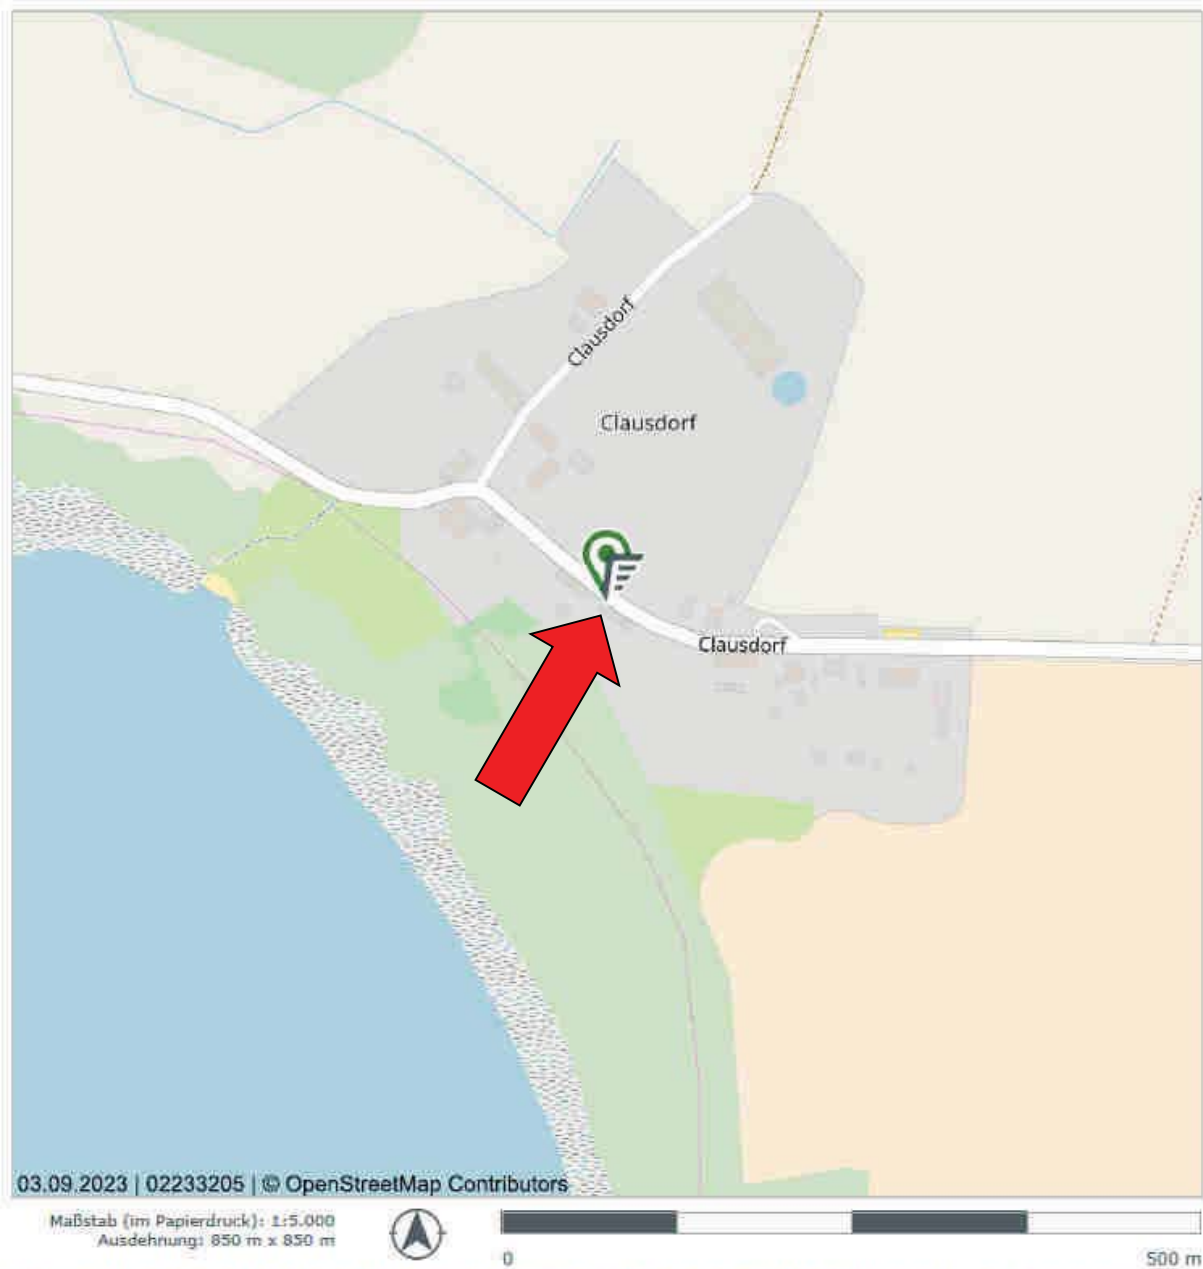 Clausdorf
Clausdorf
Clausdorf
03.09.2023 | 02233205 | © OpenStreetMap Contributors
Maßstab (im Papierdruck): 1:5.000
Ausdehnung: 850 m x 850 m
0
500 m